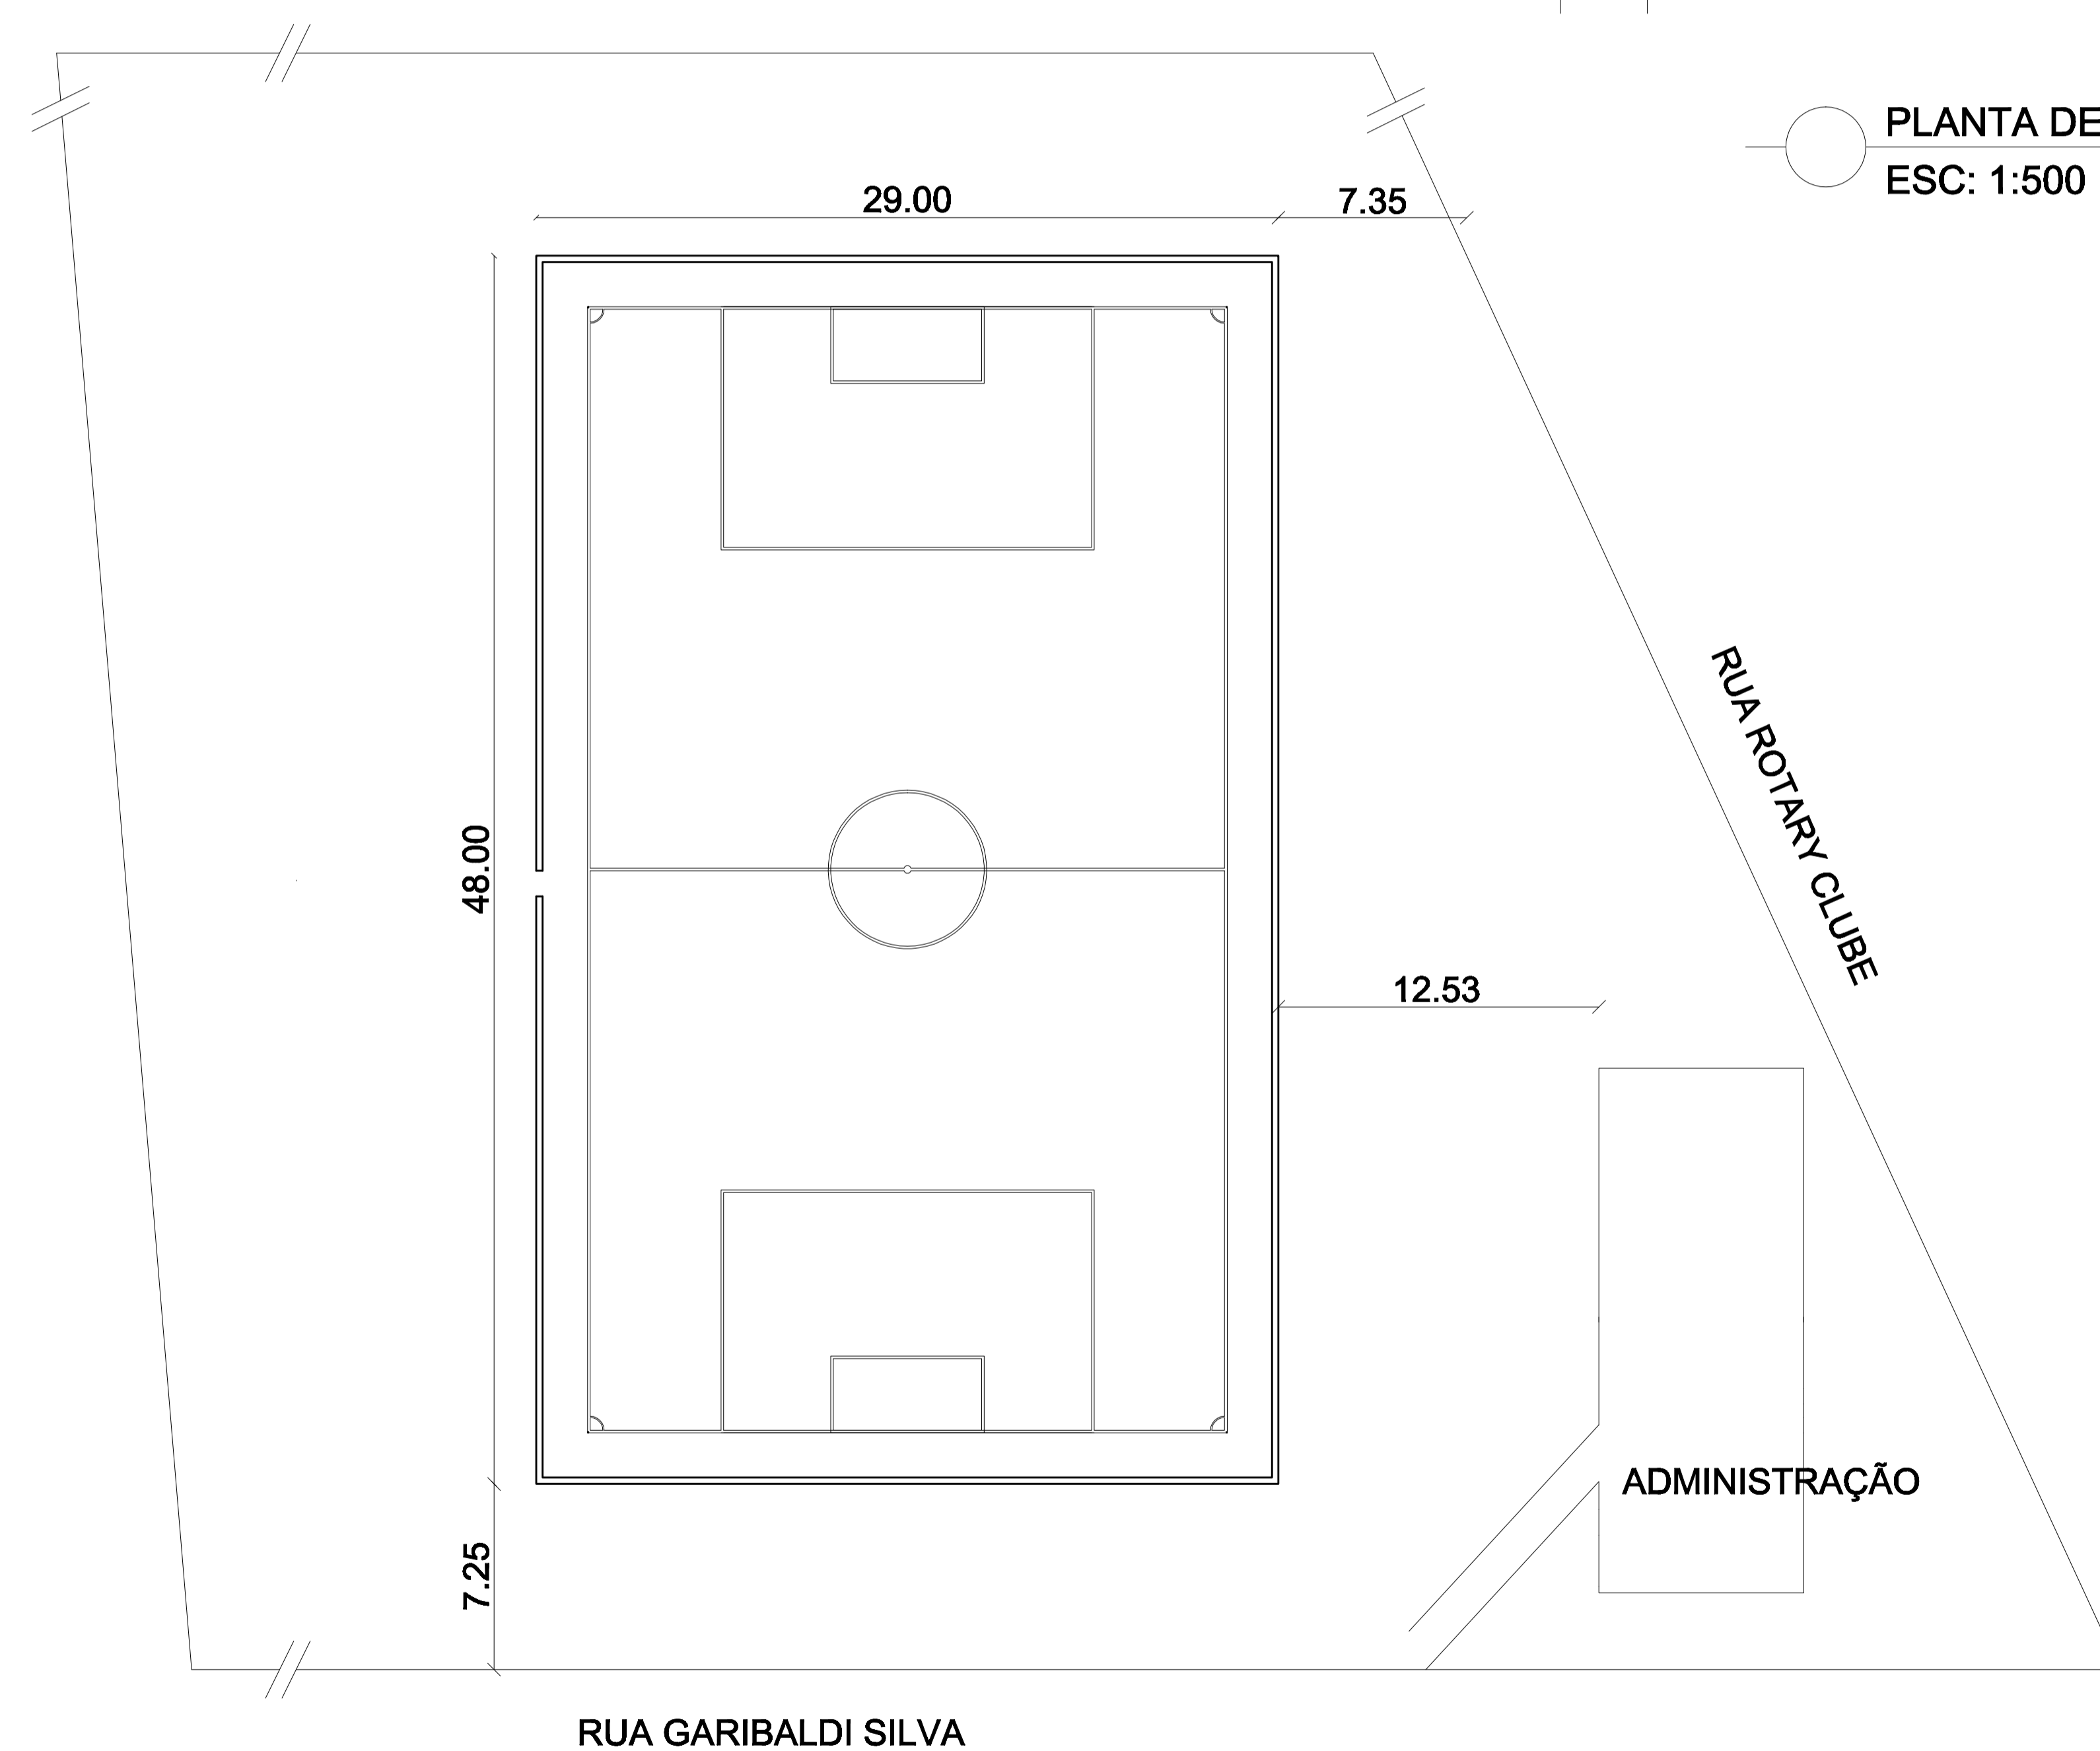 PLANTA DE
ESC: 1:500
29.00
7.35
48.00
RUA ROTARY CLUBE
12.53
ADMINISTRAÇÃO
7.25
RUA GARIBALDI SILVA